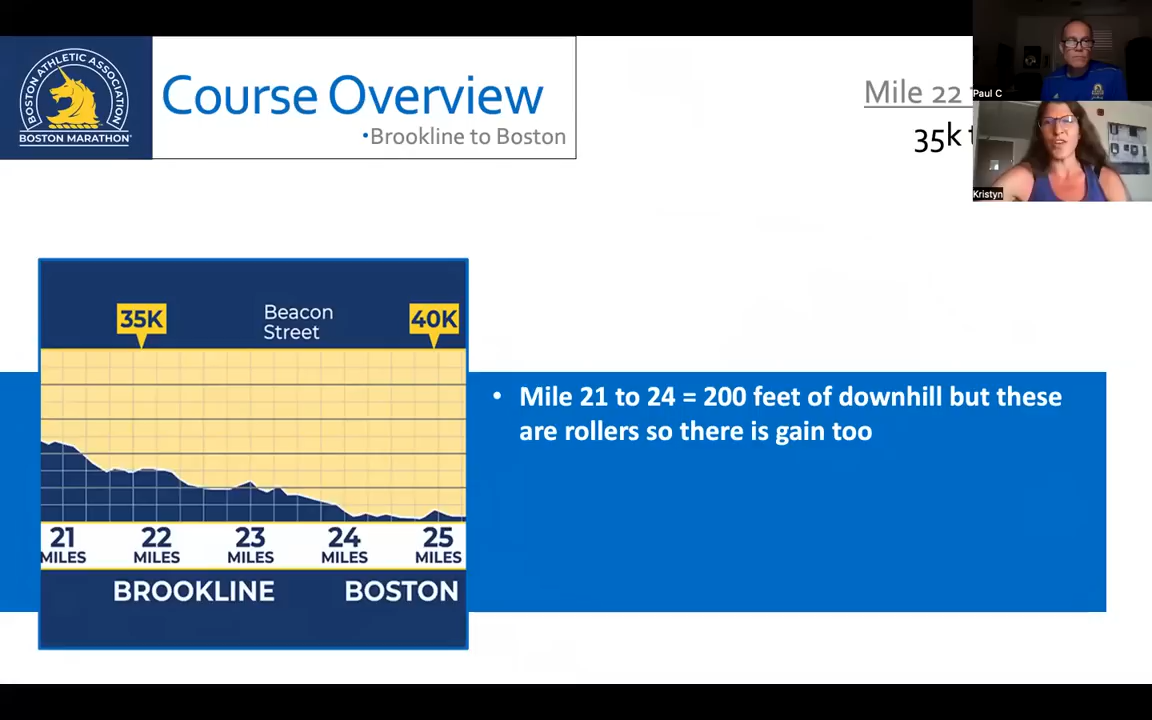 BOSTON ATHLETIC ASSOCIATION
BOSTON MARATHON
Course Overview
•Brookline to Boston
Mile 22
35k
Paul C
Kristyn
35K
Beacon
Street
40K
21
MILES
22
MILES
23
MILES
24
MILES
25
MILES
BROOKLINE
BOSTON
• Mile 21 to 24 = 200 feet of downhill but these
are rollers so there is gain too